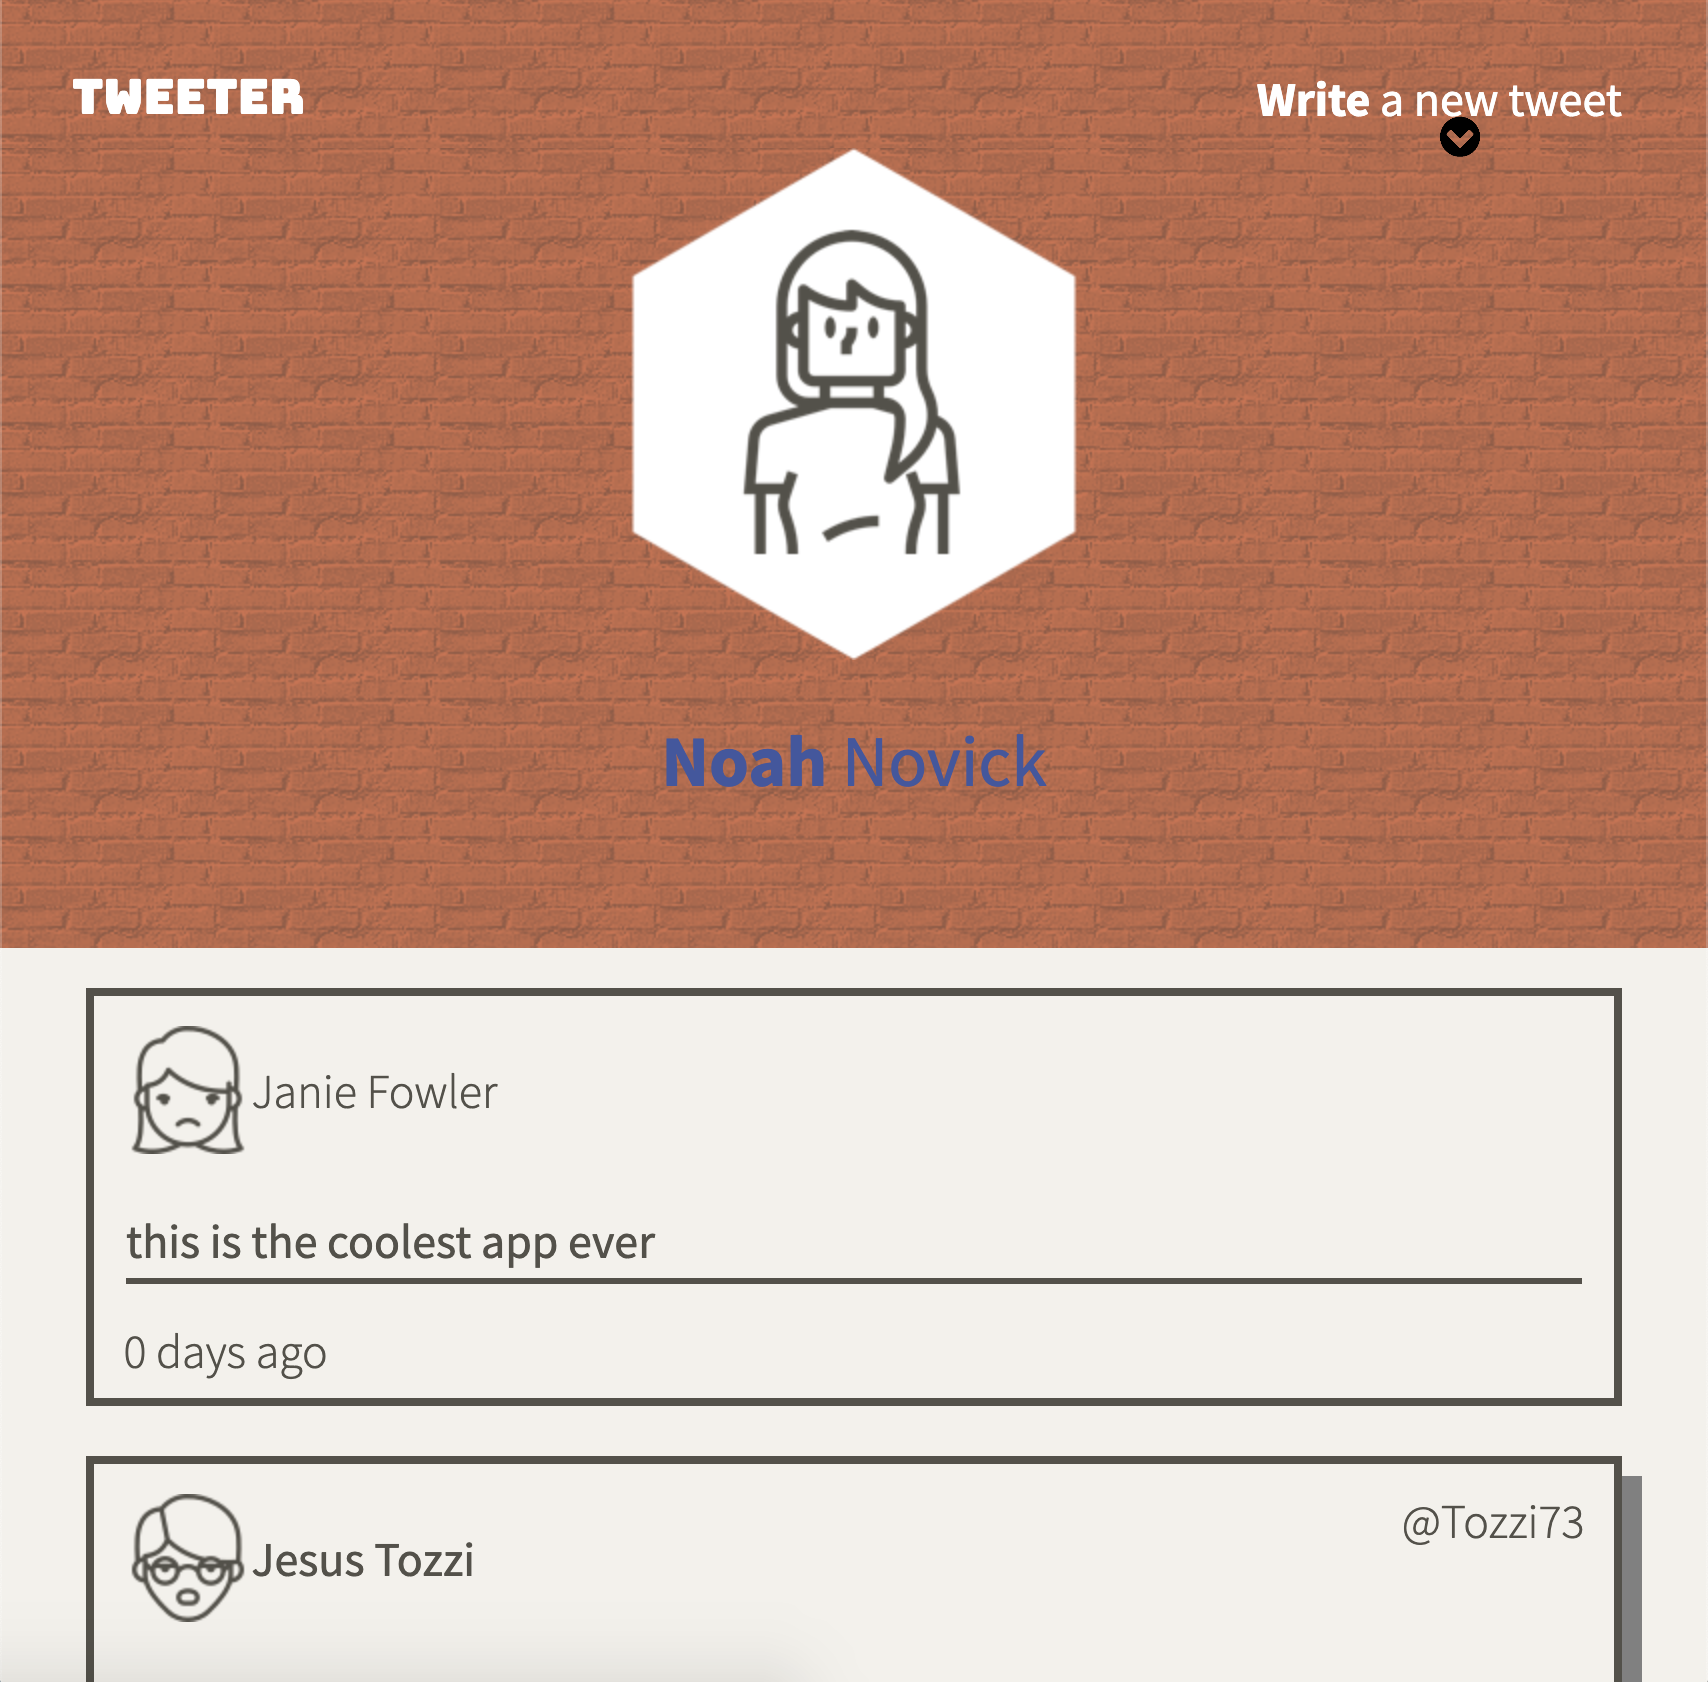 TWEETER
Write a new tweet
Noah Novick
Janie Fowler
this is the coolest app ever
0 days ago
@Tozzi73
Jesus Tozzi